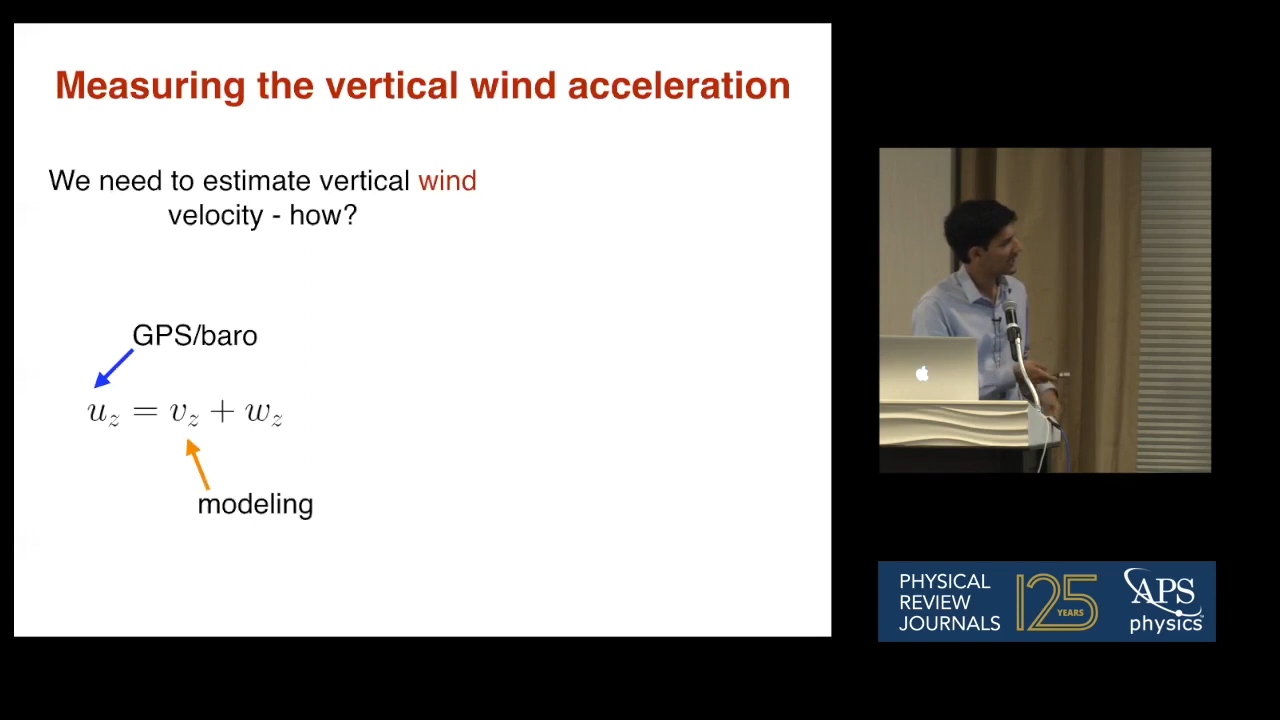 Measuring the vertical wind acceleration
We need to estimate vertical wind
velocity - how?
GPS/baro
u_z = v_z + w_z
modeling
PHYSICAL
REVIEW
JOURNALS
125
YEARS
APS
physics